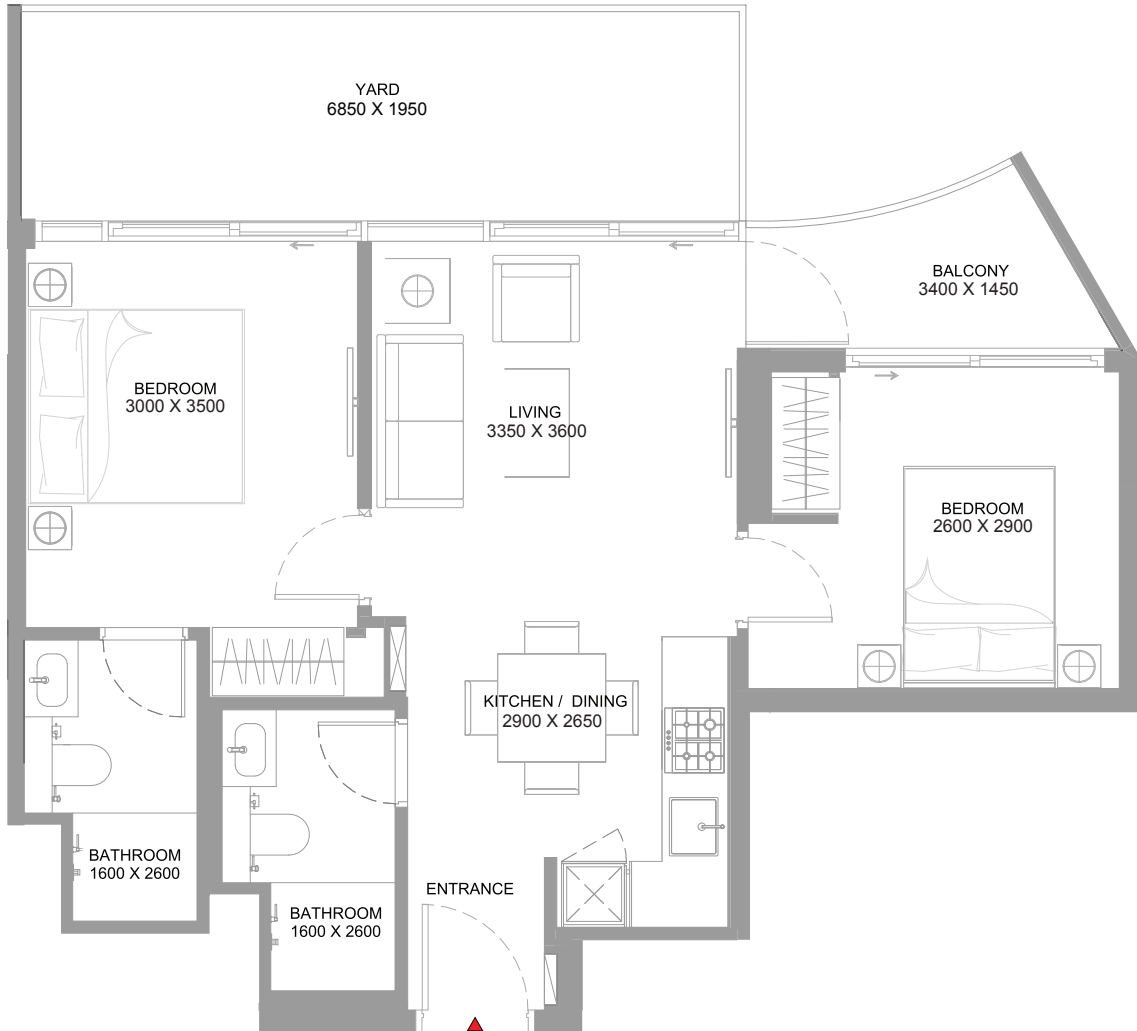 YARD
6850 X 1950
BALCONY
3400 X 1450
BEDROOM
3000 X 3500
LIVING
3350 X 3600
BEDROOM
2600 X 2900
KITCHEN / DINING
2900 X 2650
BATHROOM
1600 X 2600
ENTRANCE
BATHROOM
1600 X 2600